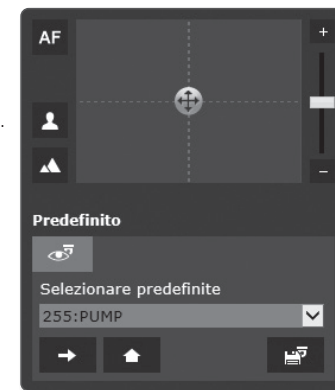 AF
+
-
Predefinito
Selezionare predefinite
255:PUMP